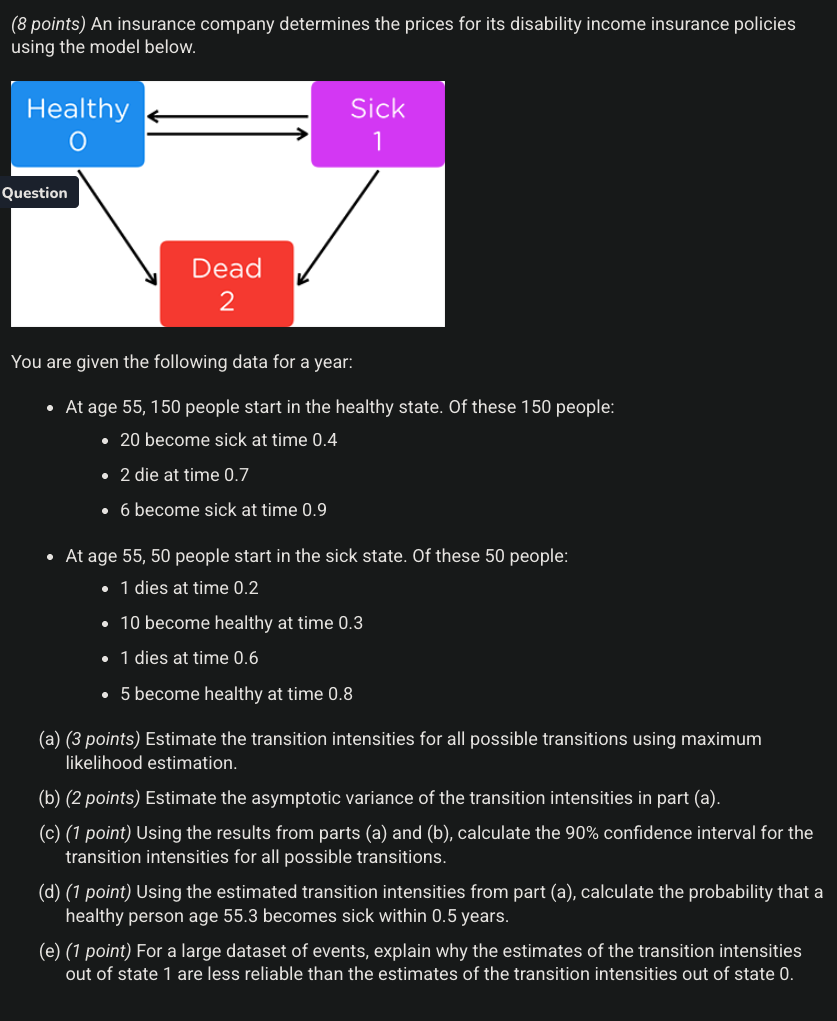 (8 points) An insurance company determines the prices for its disability income insurance policies
using the model below.
Healthy
0
Sick
1
Question
Dead
2
You are given the following data for a year:
• At age 55, 150 people start in the healthy state. Of these 150 people:
• 20 become sick at time 0.4
• 2 die at time 0.7
• 6 become sick at time 0.9
• At age 55, 50 people start in the sick state. Of these 50 people:
• 1 dies at time 0.2
• 10 become healthy at time 0.3
• 1 dies at time 0.6
• 5 become healthy at time 0.8
(a) (3 points) Estimate the transition intensities for all possible transitions using maximum
likelihood estimation.
(b) (2 points) Estimate the asymptotic variance of the transition intensities in part (a).
(c) (1 point) Using the results from parts (a) and (b), calculate the 90% confidence interval for the
transition intensities for all possible transitions.
(d) (1 point) Using the estimated transition intensities from part (a), calculate the probability that a
healthy person age 55.3 becomes sick within 0.5 years.
(e) (1 point) For a large dataset of events, explain why the estimates of the transition intensities
out of state 1 are less reliable than the estimates of the transition intensities out of state 0.